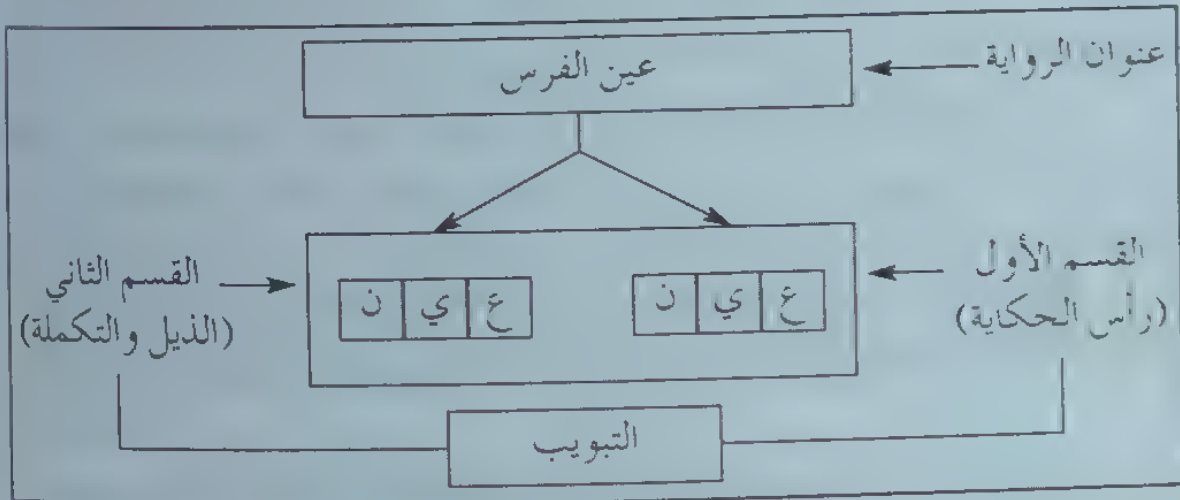 عنوان الرواية
عين الفرس
القسم الأول
(رأس الحكاية)
ع ي ن
ع ي ن
القسم الثاني
(الذيل والتكملة)
التبويب